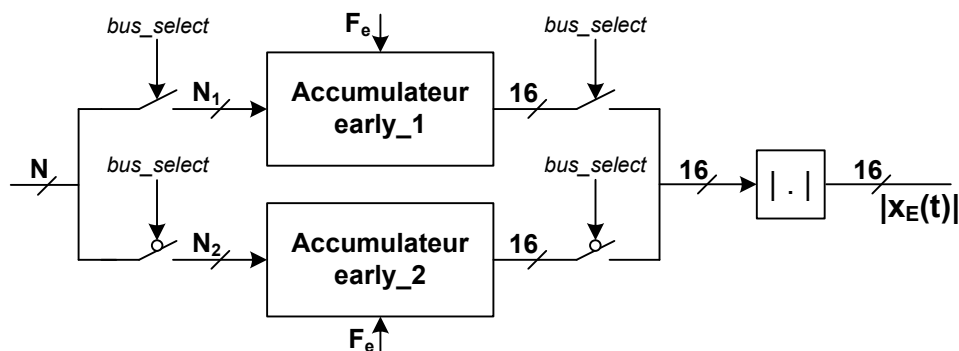 bus_select
Fe
bus_select
N1
Accumulateur
early_1
16
N
bus_select
bus_select
16
| . |
16
|xE(t)|
N2
Accumulateur
early_2
16
Fe